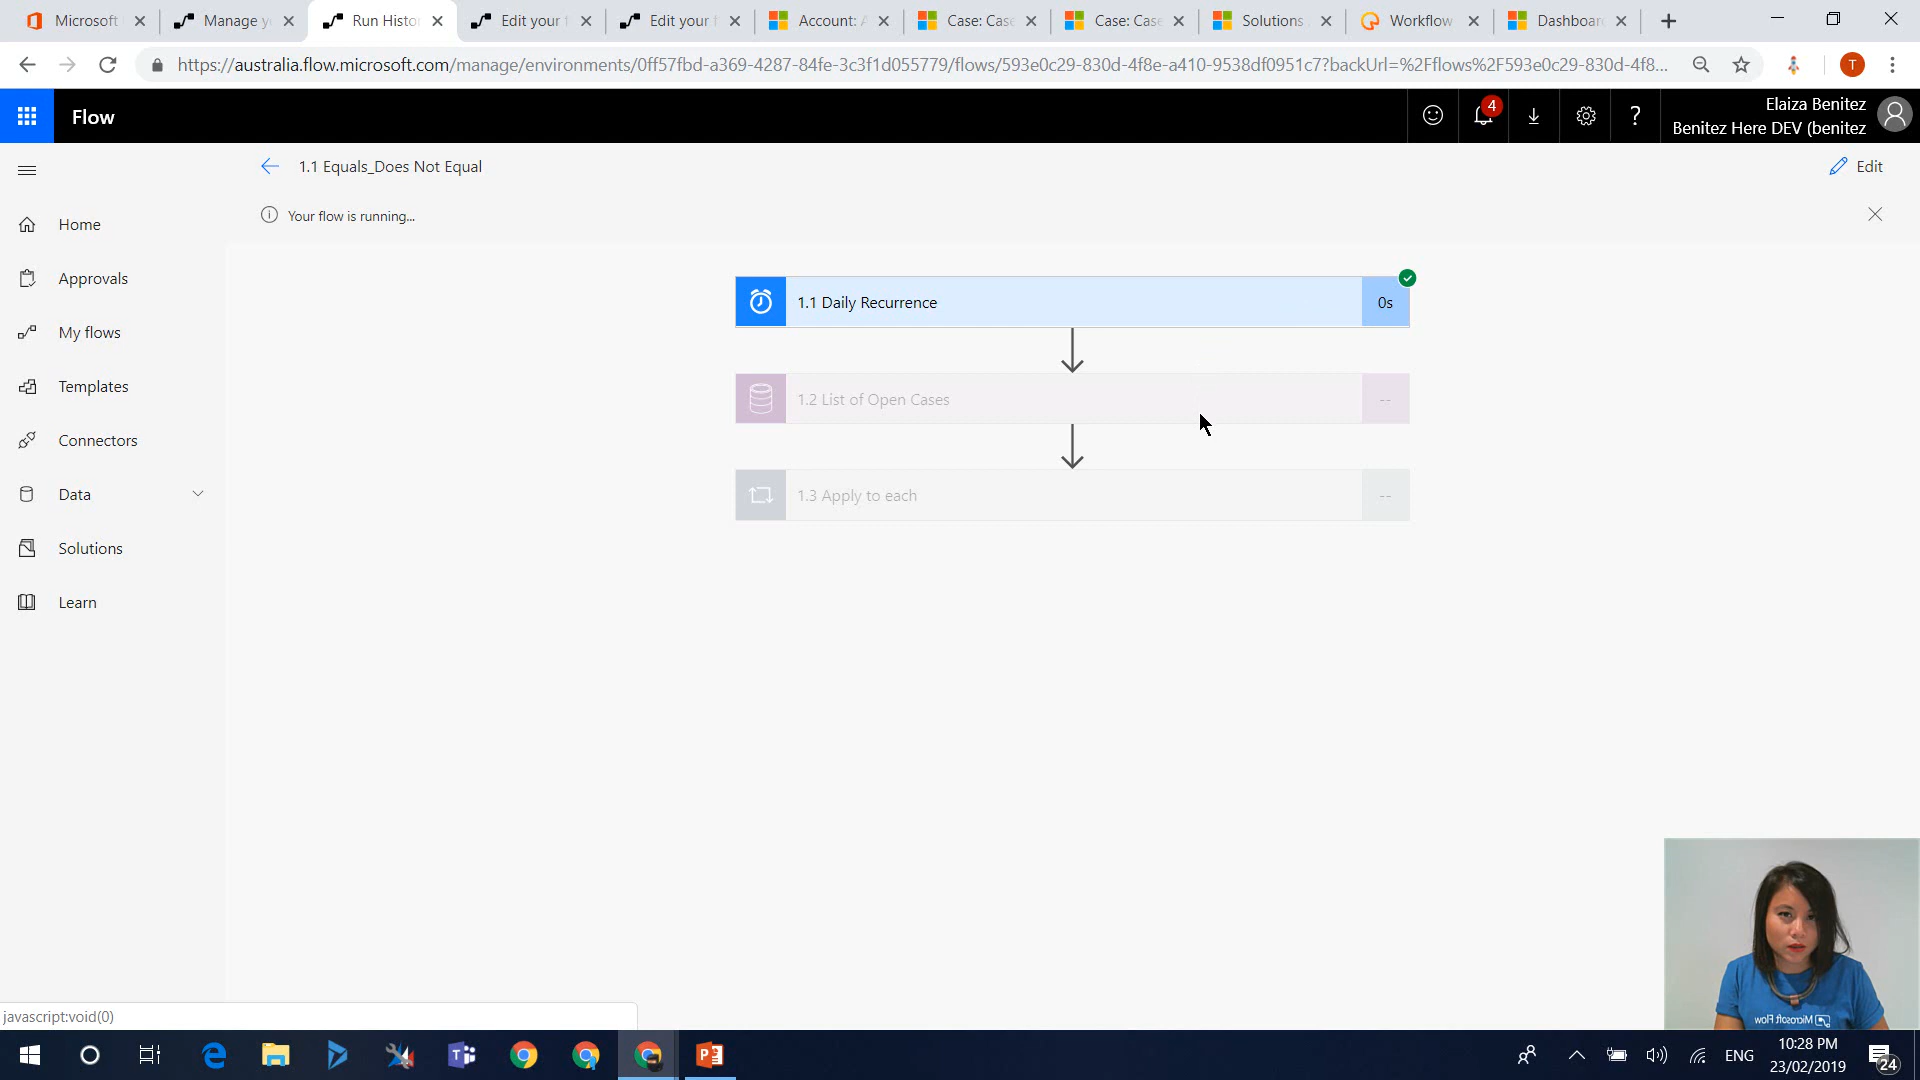 Microsoft
Manage y
Run Histo
Edit your f
Edit your f
Account: A
Case: Cas
Case: Case
Solutions
Workflow
Dashboar
https://australia.flow.microsoft.com/manage/environments/0ff57fbd-a369-4287-84fe-3c3f1d055779/flows/593e0c29-830d-4f8e-a410-9538df0951c7?backUrl=%2Fflows%2F593e0c29-830d-4f8...
T
Flow
4
?
Elaiza Benitez
Benitez Here DEV (benitez
1.1 Equals_Does Not Equal
Edit
Your flow is running...
Home
Approvals
My flows
Templates
Connectors
Data
Solutions
Learn
1.1 Daily Recurrence
0s
1.2 List of Open Cases
--
1.3 Apply to each
--
Microsoft Flow
javascript:void(0)
ENG
10:28 PM
23/02/2019
24